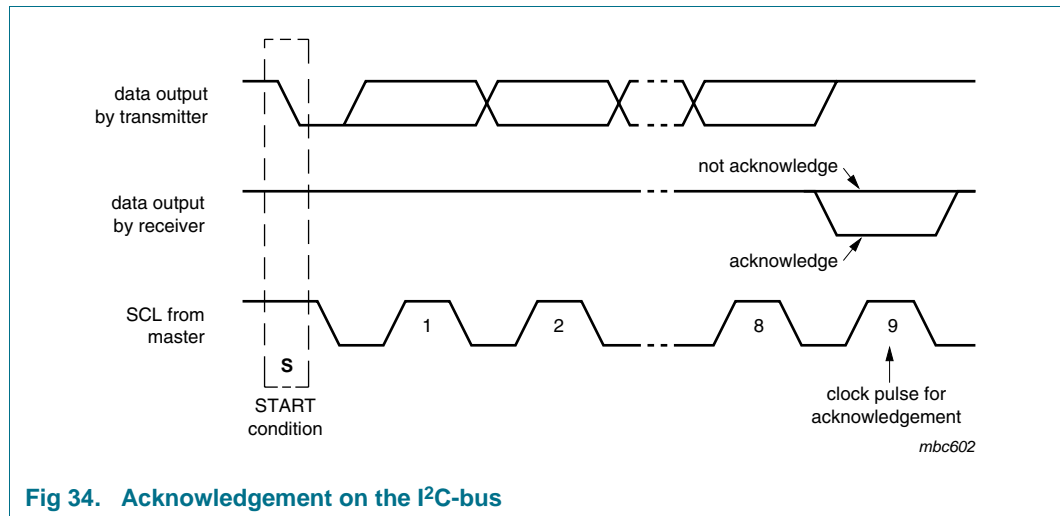 data output
by transmitter
not acknowledge
data output
by receiver
acknowledge
SCL from
master
1
2
8
9
S
START
condition
clock pulse for
acknowledgement
mbc602
Fig 34. Acknowledgement on the I²C-bus